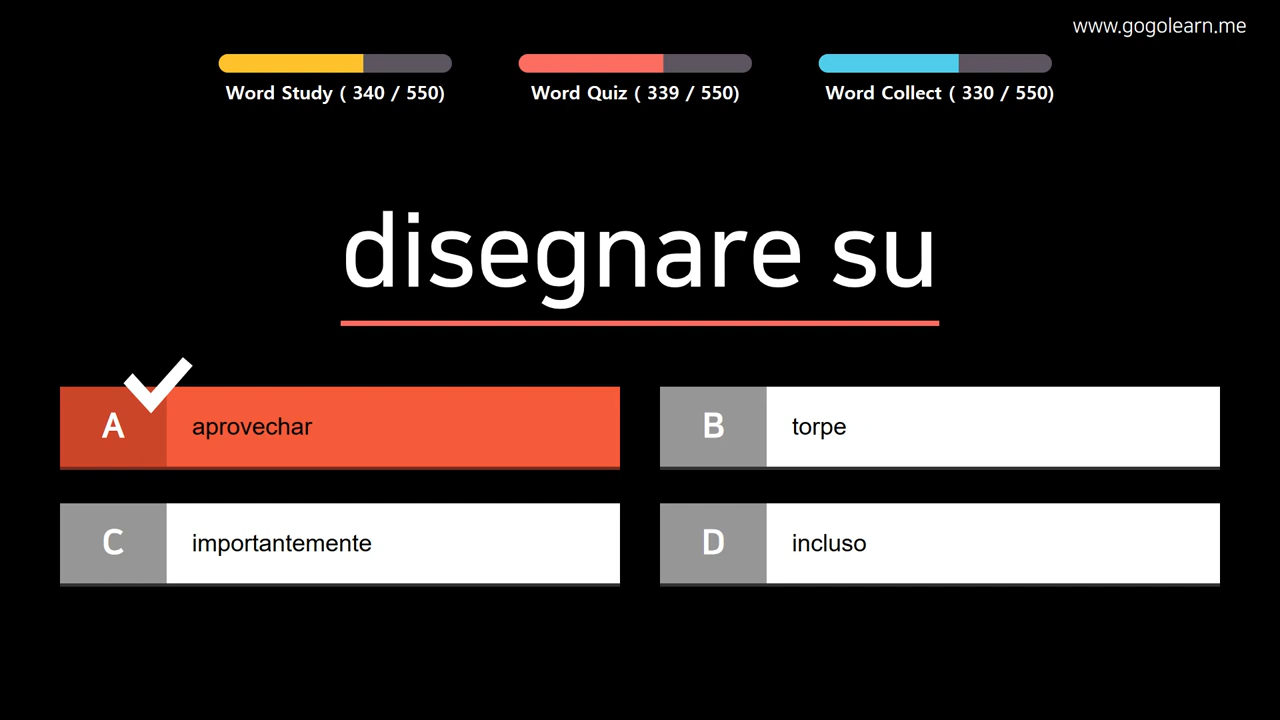 www.gogolearn.me
Word Study ( 340 / 550)
Word Quiz ( 339 / 550)
Word Collect ( 330 / 550)
disegnare su
A aprovechar
B torpe
C importantemente
D incluso